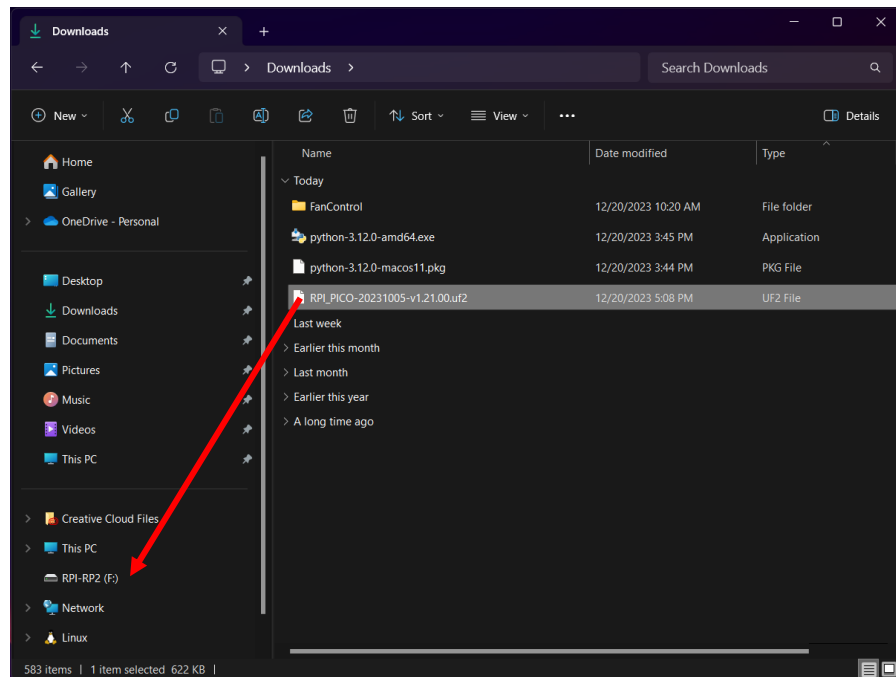 Downloads
Downloads
Search Downloads
New
Sort
View
Details
Home
Gallery
OneDrive - Personal
Desktop
Downloads
Documents
Pictures
Music
Videos
This PC
Creative Cloud Files
This PC
RPI-RP2 (F:)
Network
Linux
Name Date modified Type
Today
FanControl 12/20/2023 10:20 AM File folder
python-3.12.0-amd64.exe 12/20/2023 3:45 PM Application
python-3.12.0-macos11.pkg 12/20/2023 3:44 PM PKG File
RPI_PICO-20231005-v1.21.00.uf2 12/20/2023 5:08 PM UF2 File
Last week
Earlier this month
Last month
Earlier this year
A long time ago
583 items | 1 item selected 622 KB |